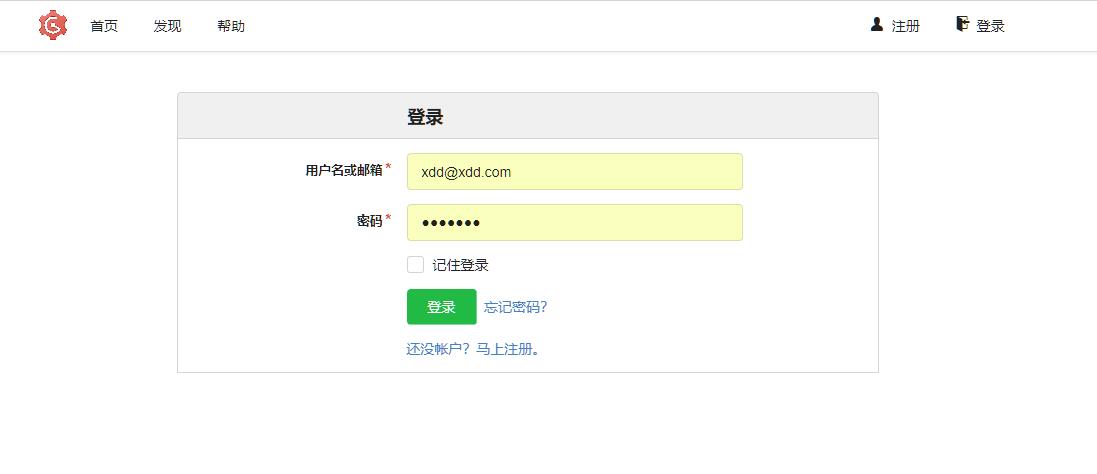 首页 发现 帮助 注册 登录
登录
用户名或邮箱* xdd@xdd.com
密码* •••••••
记住登录
登录 忘记密码?
还没帐户?马上注册。